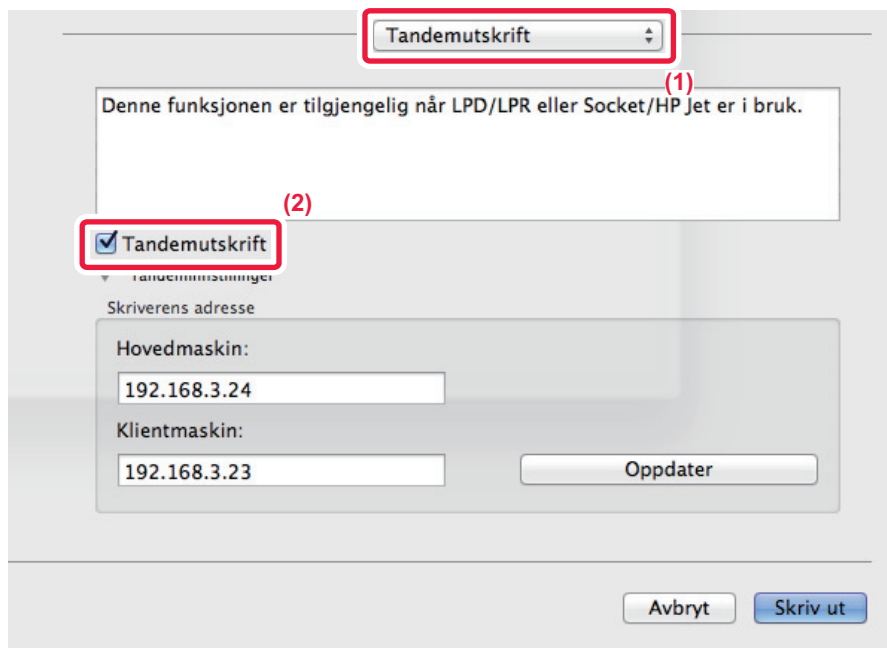 Tandemutskrift
(1)
Denne funksjonen er tilgjengelig når LPD/LPR eller Socket/HP Jet er i bruk.
(2)
Tandemutskrift
Tandeminnstillinger
Skriverens adresse
Hovedmaskin:
192.168.3.24
Klientmaskin:
192.168.3.23
Oppdater
Avbryt
Skriv ut